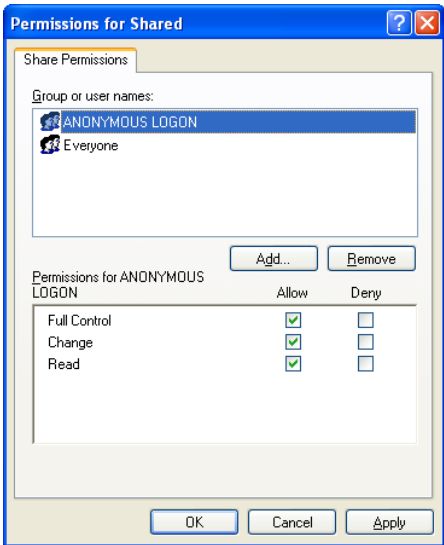 Permissions for Shared
Share Permissions
Group or user names:
ANONYMOUS LOGON
Everyone
Add... Remove
Permissions for ANONYMOUS
LOGON Allow Deny
Full Control
Change
Read
OK Cancel Apply